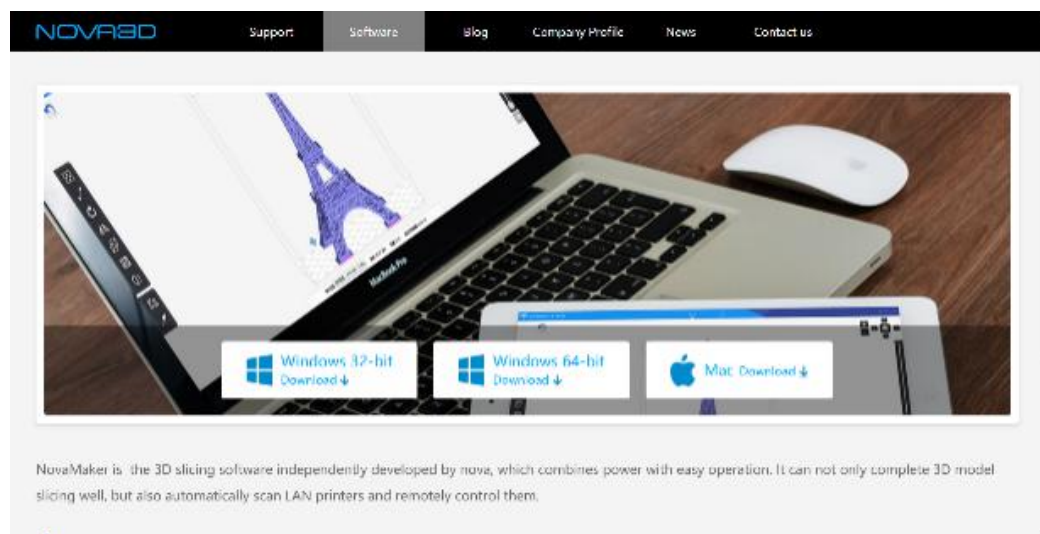 NOVA3D
Support Software Blog Company Profile News Contact us
MacBook Pro
Windows 32-bit
Download
Windows 64-bit
Download
Mac Download
NovaMaker is the 3D slicing software independently developed by nova, which combines power with easy operation. It can not only complete 3D model
slicing well, but also automatically scan LAN printers and remotely control them.